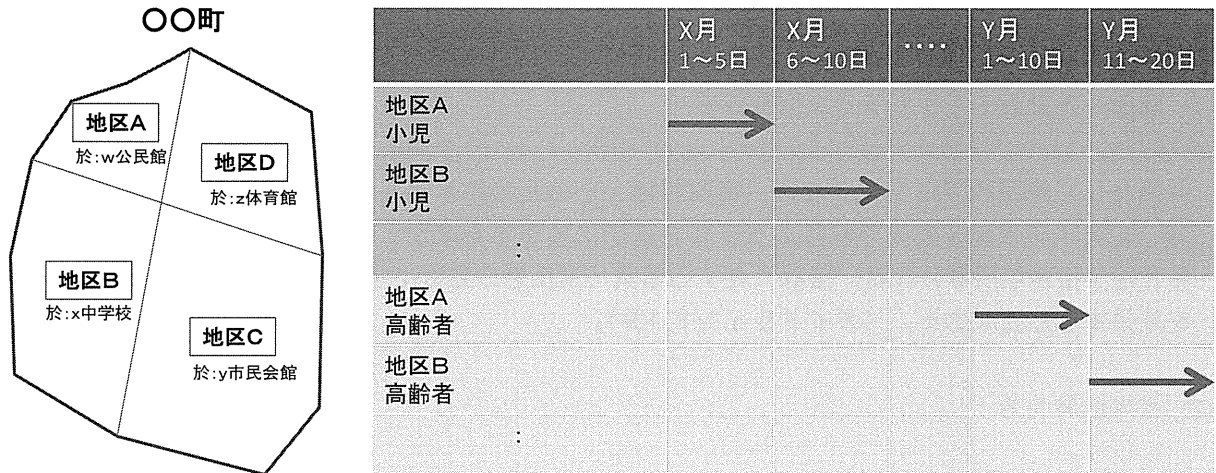 〇〇町
地区A
於:w公民館
地区D
於:z体育館
地区B
於:x中学校
地区C
於:y市民会館
X月
1～5日
X月
6～10日
‥‥
Y月
1～10日
Y月
11～20日
地区A
小児
地区B
小児
:
地区A
高齢者
地区B
高齢者
: